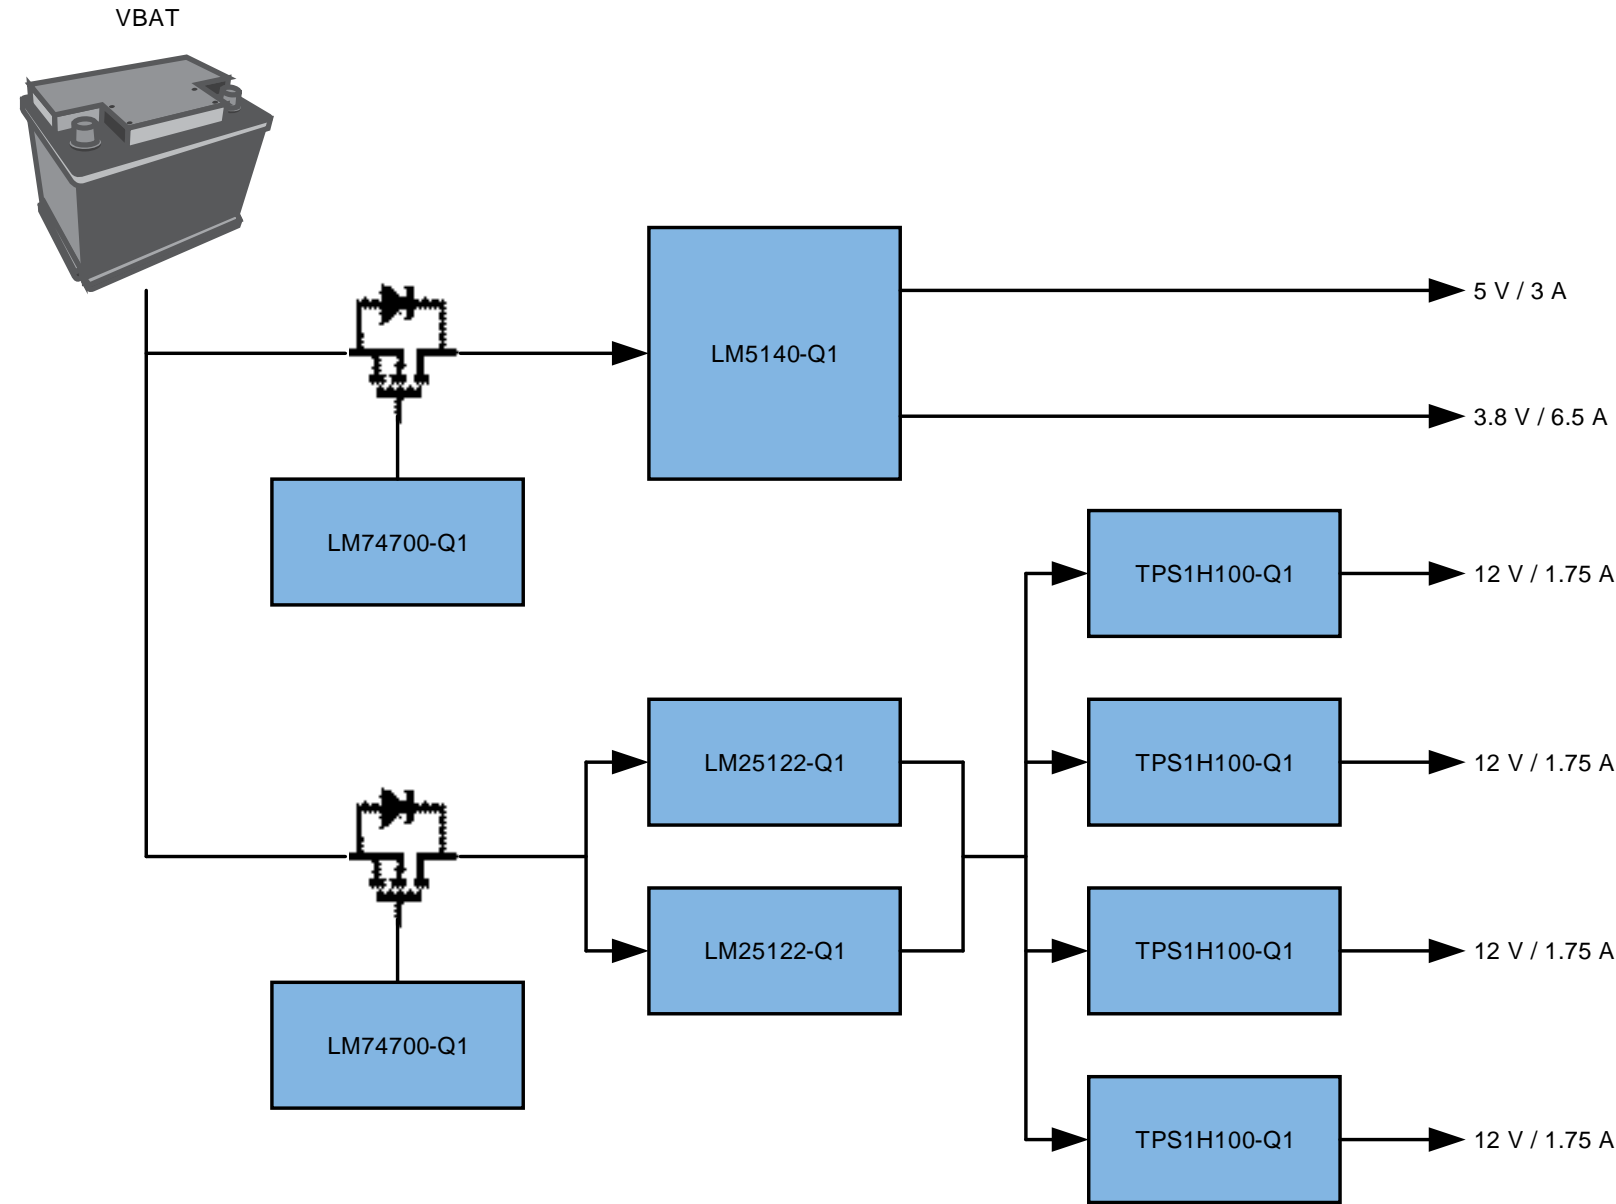 VBAT
5 V / 3 A
LM5140-Q1
3.8 V / 6.5 A
LM74700-Q1
TPS1H100-Q1
12 V / 1.75 A
LM25122-Q1
TPS1H100-Q1
12 V / 1.75 A
LM25122-Q1
TPS1H100-Q1
12 V / 1.75 A
LM74700-Q1
TPS1H100-Q1
12 V / 1.75 A